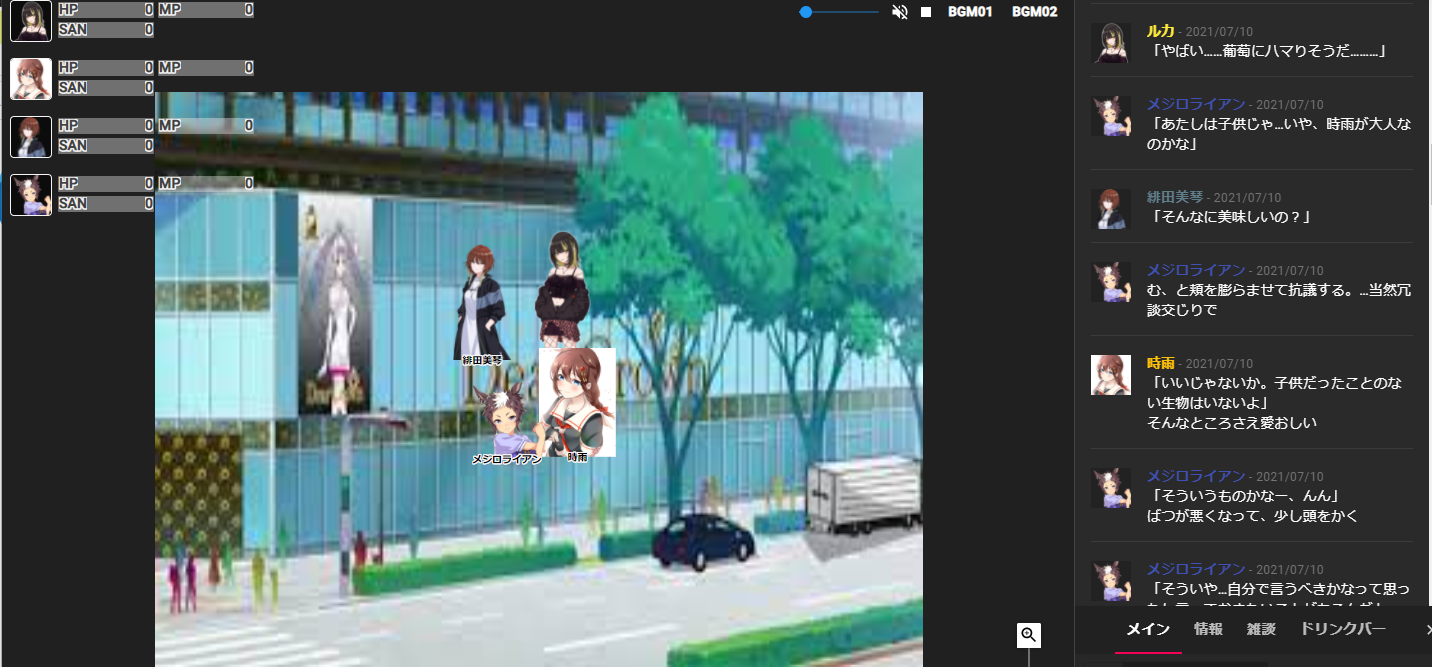 HP 0 MP 0
SAN 0
HP 0 MP 0
SAN 0
HP 0 MP 0
SAN 0
HP 0 MP 0
SAN 0
BGM01 BGM02
緋田美琴
メジロライアン
時雨
ルカ - 2021/07/10
「やばい……葡萄にハマりそうだ………」
メジロライアン - 2021/07/10
「あたしは子供じゃ…いや、時雨が大人な
のかな」
緋田美琴 - 2021/07/10
「そんなに美味しいの？」
メジロライアン - 2021/07/10
む、と頬を膨らませて抗議する。…当然冗
談交じりで
時雨 - 2021/07/10
「いいじゃないか。子供だったことのな
い生物はいないよ」
そんなところさえ愛おしい
メジロライアン - 2021/07/10
「そういうものかなー、んん」
ばつが悪くなって、少し頭をかく
メジロライアン - 2021/07/10
「そういや…自分で言うべきかなって思っ
メイン 情報 雑談 ドリンクバー